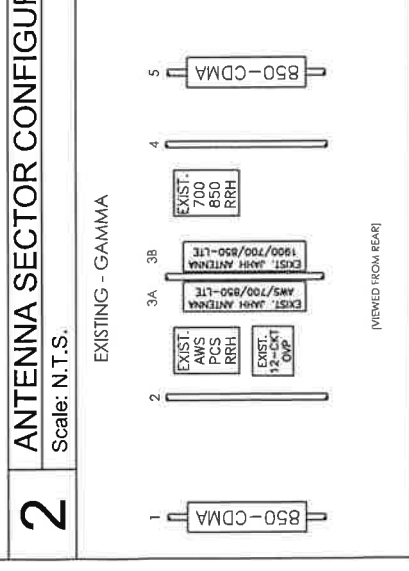 2
ANTENNA SECTOR CONFIGUR
Scale: N.T.S.
EXISTING - GAMMA
1
2
3A
3B
4
5
850-CDMA
EXIST.
AWS
PCS
RRH
EXIST.
12-CKT
OVP
EXIST. JAHH ANTENNA
AWS/700/850-LTE
EXIST JAHH ANTENNA
1900/700/850-LTE
EXIST.
700
850
RRH
850-CDMA
[VIEWED FROM REAR]